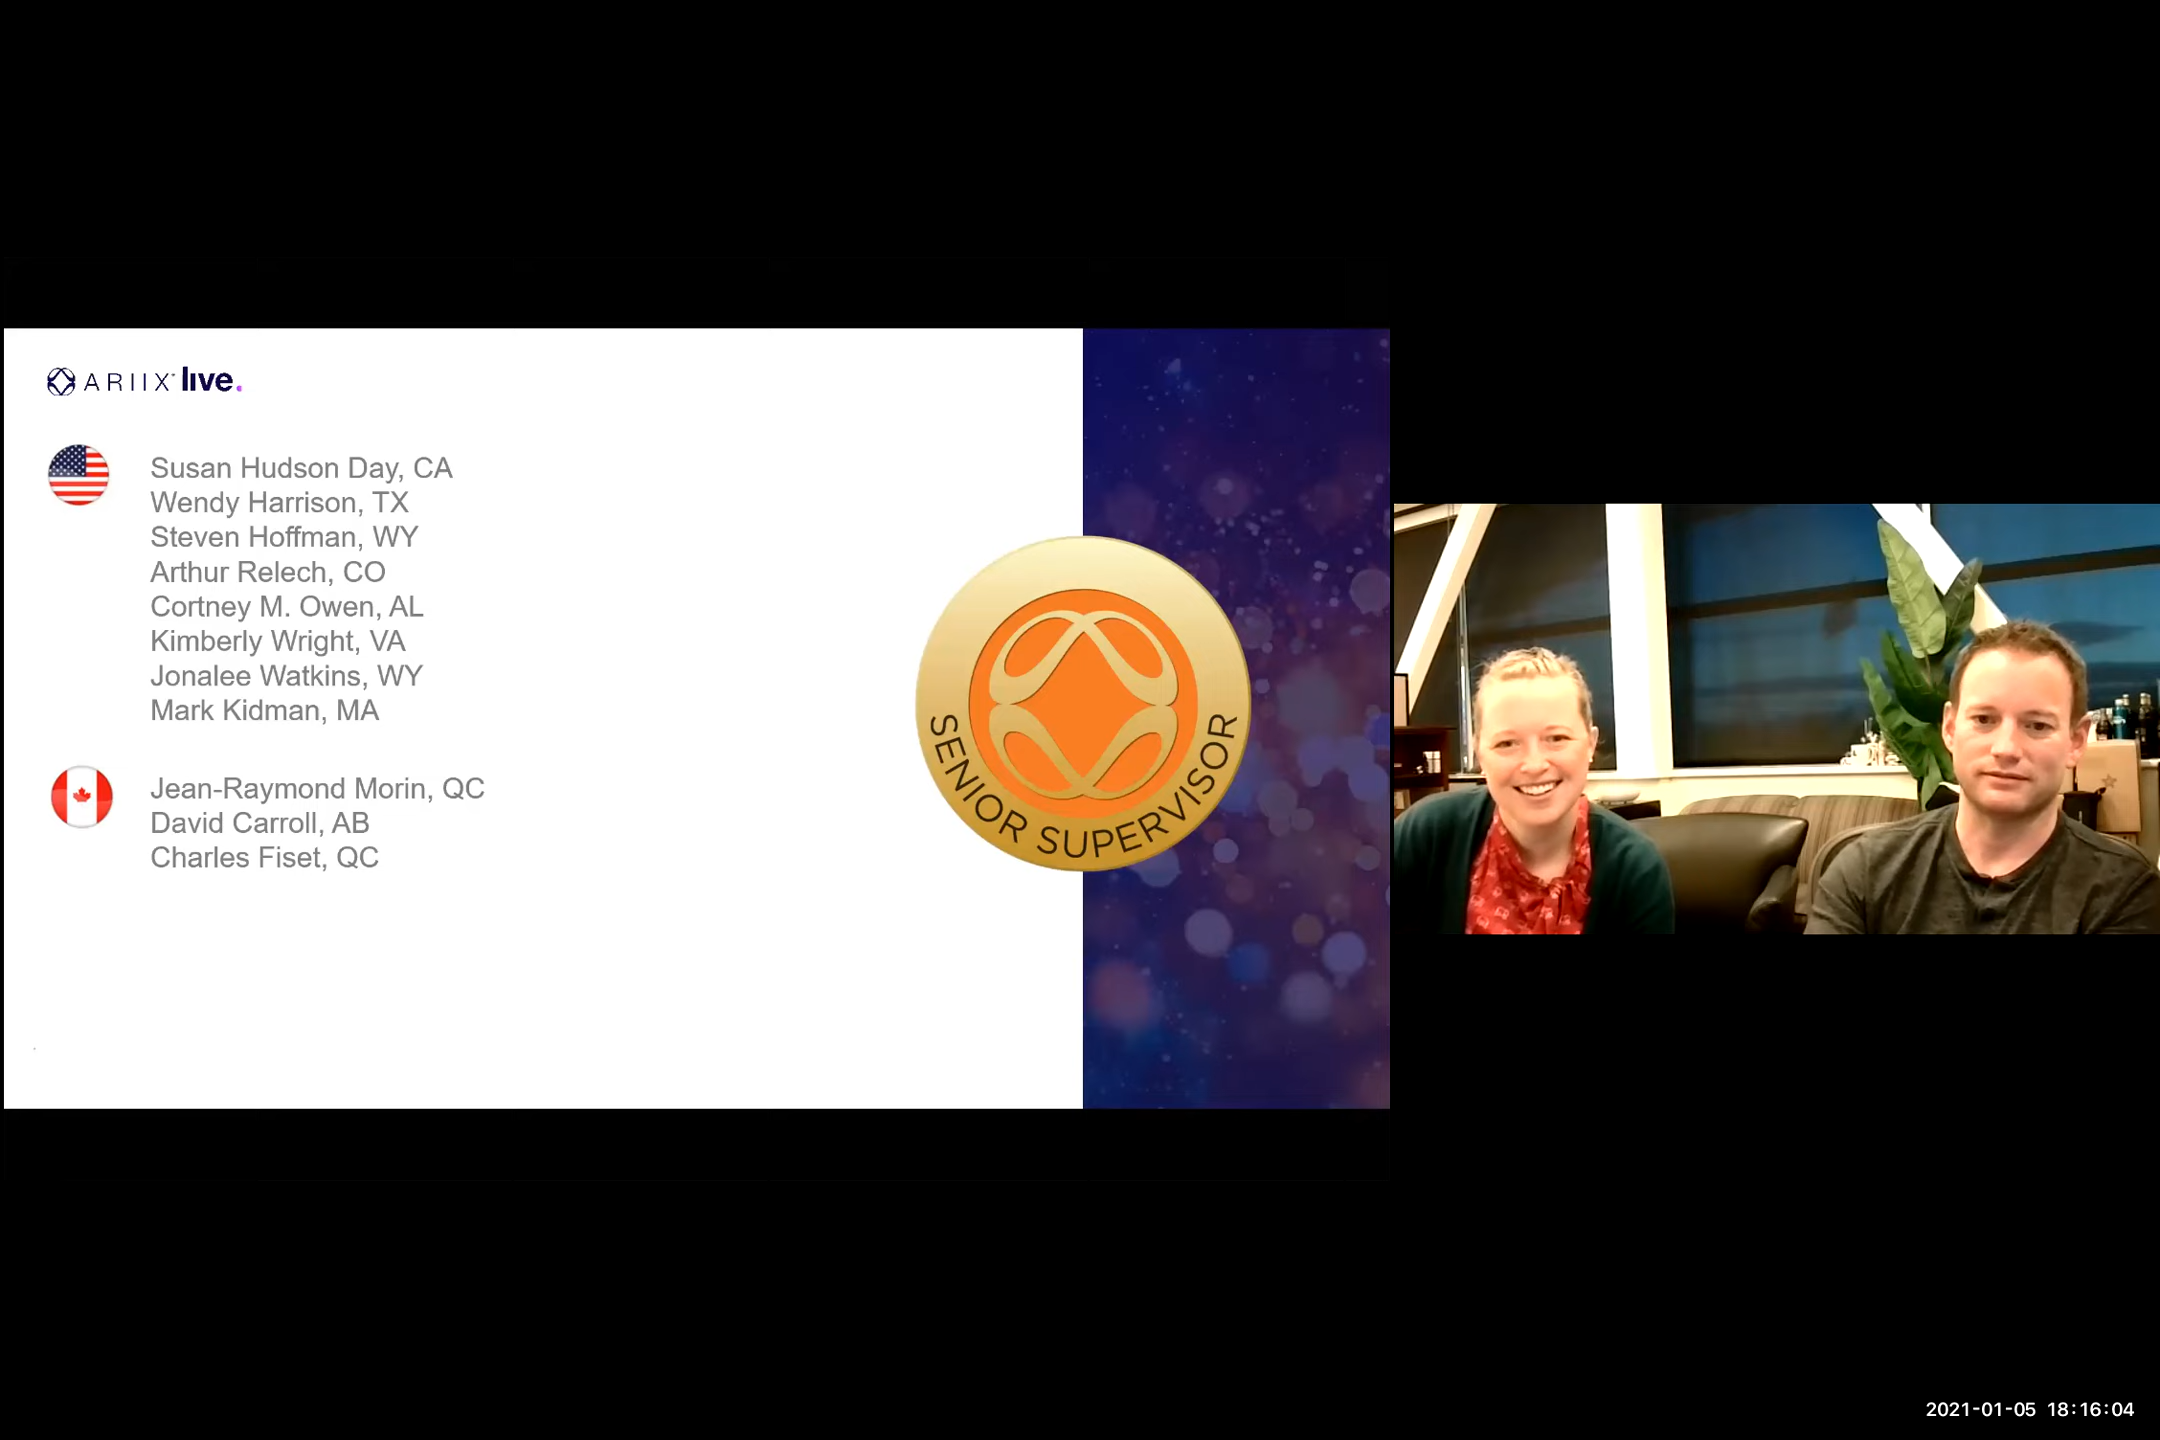 ARIIX live.
Susan Hudson Day, CA
Wendy Harrison, TX
Steven Hoffman, WY
Arthur Relech, CO
Cortney M. Owen, AL
Kimberly Wright, VA
Jonalee Watkins, WY
Mark Kidman, MA
Jean-Raymond Morin, QC
David Carroll, AB
Charles Fiset, QC
SENIOR SUPERVISOR
2021-01-05 18:16:04